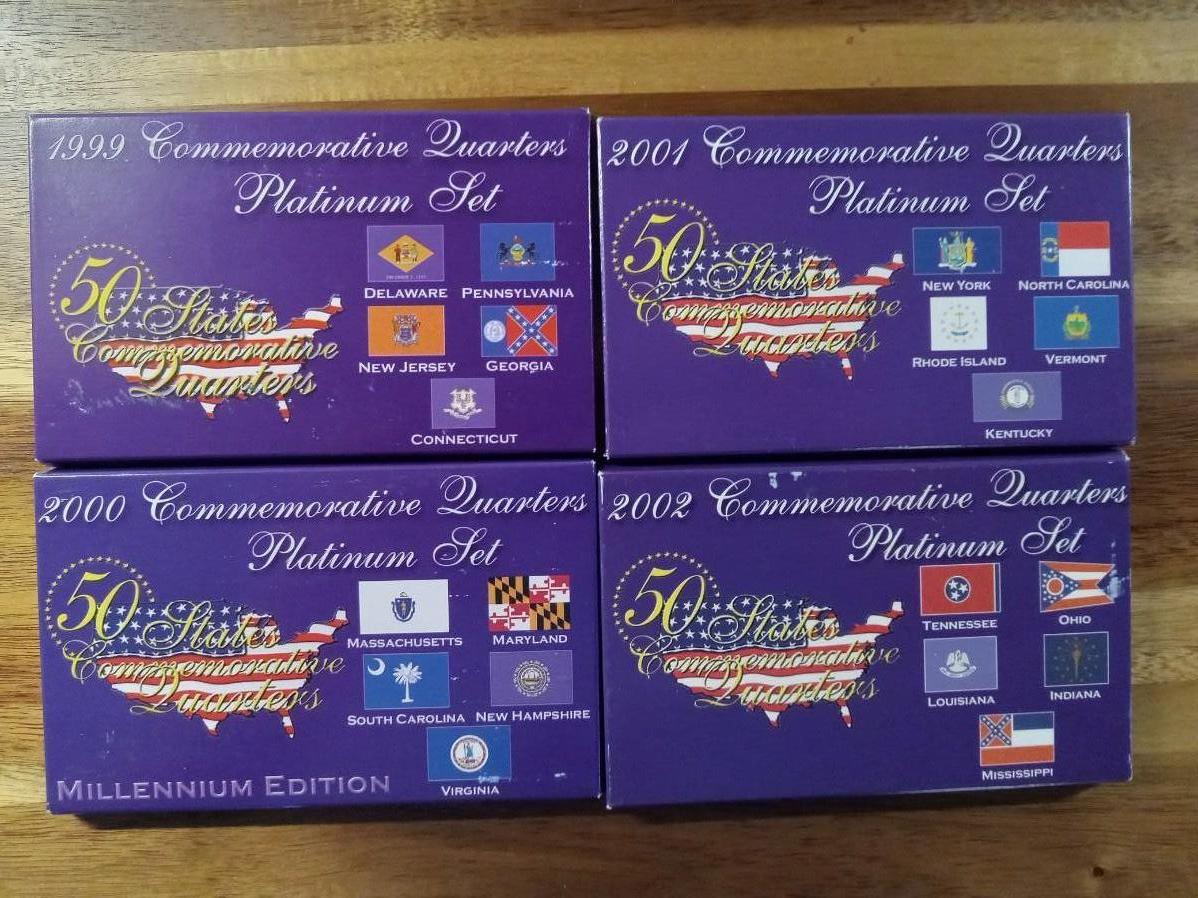 1999 Commemorative Quarters
Platinum Set
50 States
Commemorative
Quarters
DELAWARE
PENNSYLVANIA
NEW JERSEY
GEORGIA
CONNECTICUT
2001 Commemorative Quarters
Platinum Set
50 States
Commemorative
Quarters
NEW YORK
NORTH CAROLINA
RHODE ISLAND
VERMONT
KENTUCKY
2000 Commemorative Quarters
Platinum Set
50 States
Commemorative
Quarters
MASSACHUSETTS
MARYLAND
SOUTH CAROLINA
NEW HAMPSHIRE
VIRGINIA
MILLENNIUM EDITION
2002 Commemorative Quarters
Platinum Set
50 States
Commemorative
Quarters
TENNESSEE
OHIO
LOUISIANA
INDIANA
MISSISSIPPI